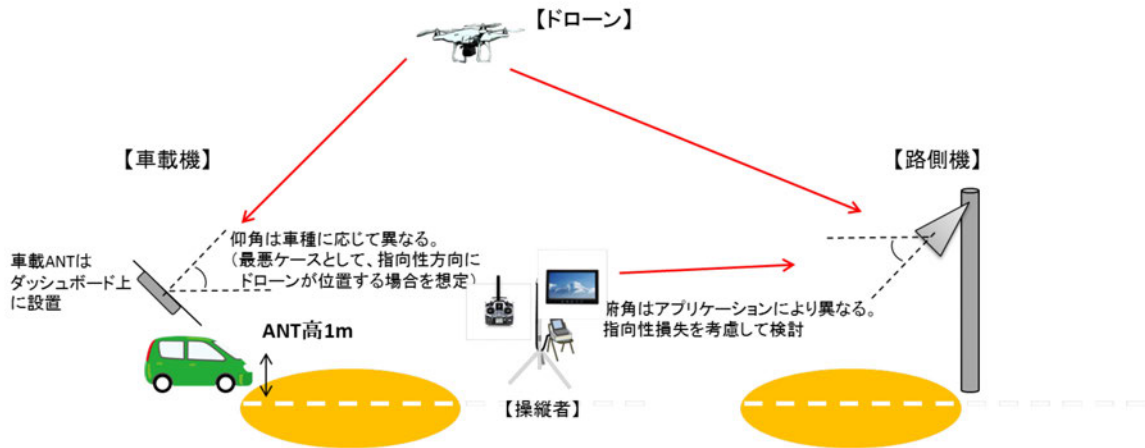 【ドローン】
【車載機】
【路側機】
仰角は車種に応じて異なる。
(最悪ケースとして、指向性方向に
ドローンが位置する場合を想定)
車載ANTは
ダッシュボード上
に設置
俯角はアプリケーションにより異なる。
指向性損失を考慮して検討
ANT高1m
【操縦者】